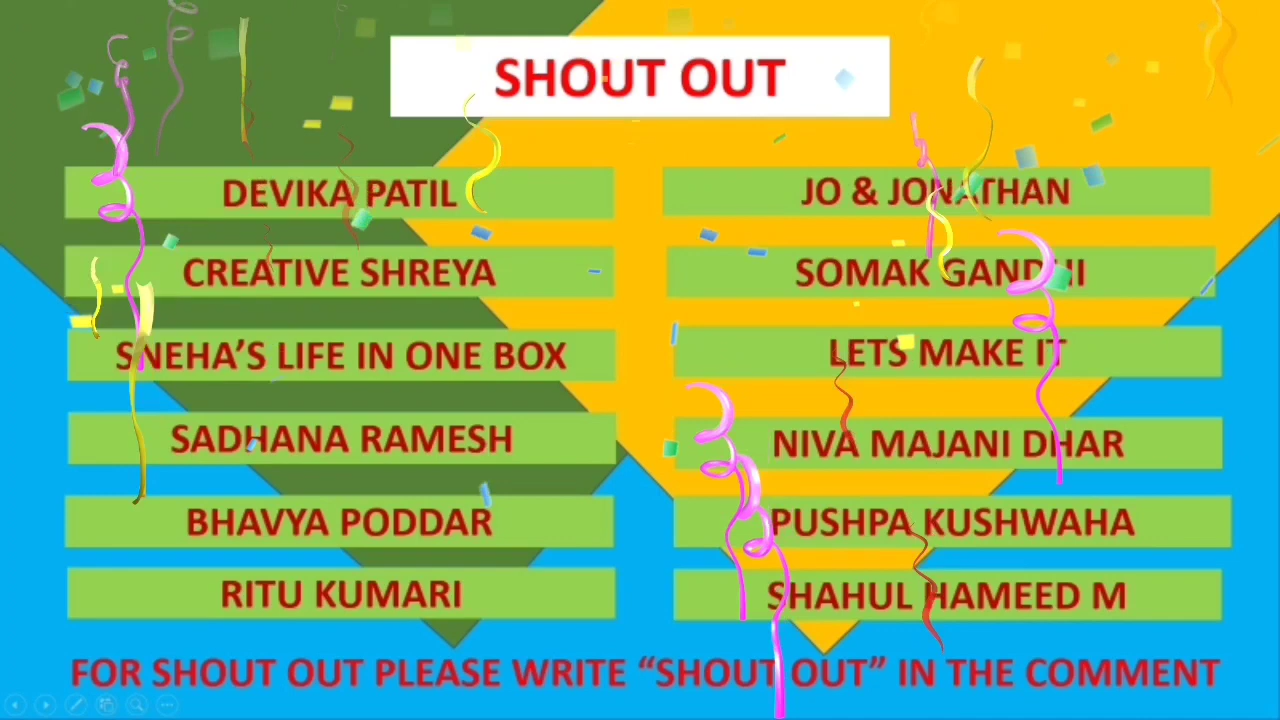 SHOUT OUT
DEVIKA PATIL
CREATIVE SHREYA
SNEHA’S LIFE IN ONE BOX
SADHANA RAMESH
BHAVYA PODDAR
RITU KUMARI
JO & JONATHAN
SOMAK GANDHI
LETS MAKE IT
NIVA MAJANI DHAR
PUSHPA KUSHWAHA
SHAHUL HAMEED M
FOR SHOUT OUT PLEASE WRITE “SHOUT OUT” IN THE COMMENT